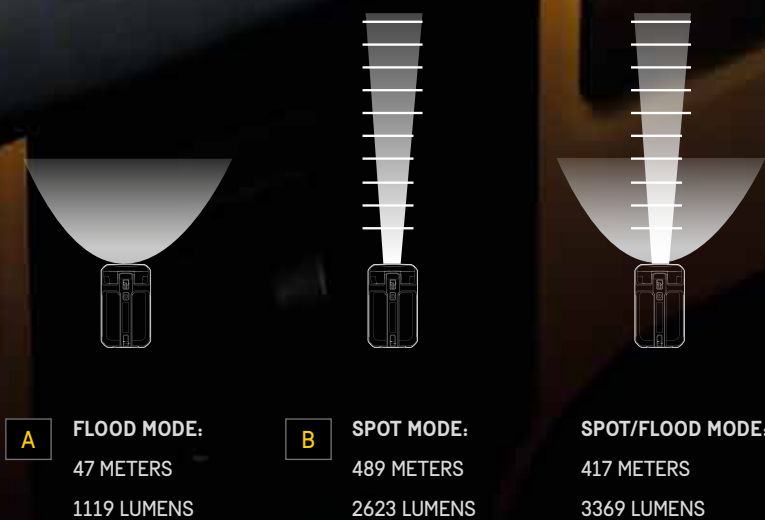 A
FLOOD MODE:
47 METERS
1119 LUMENS
B
SPOT MODE:
489 METERS
2623 LUMENS
SPOT/FLOOD MODE:
417 METERS
3369 LUMENS